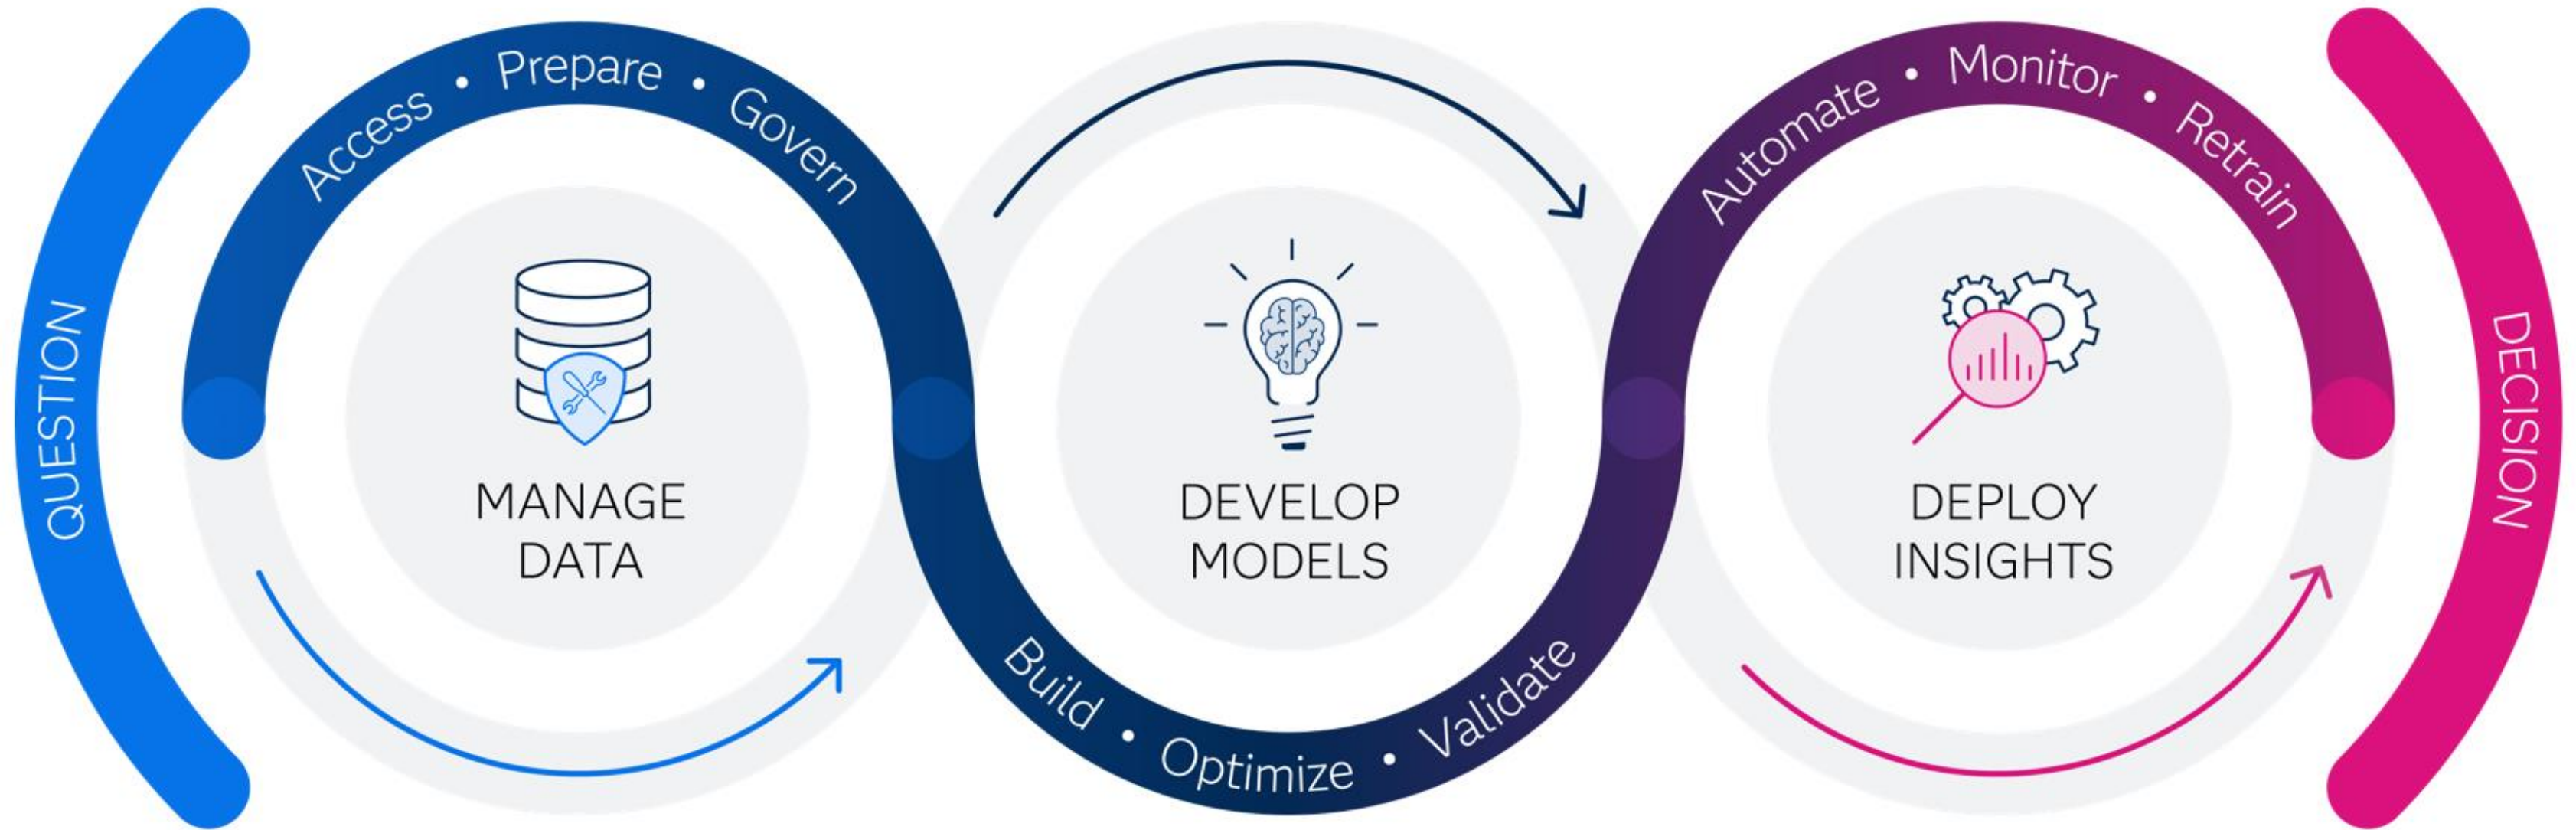 QUESTION
Access • Prepare • Govern
MANAGE
DATA
DEVELOP
MODELS
Build • Optimize • Validate
Automate • Monitor • Retrain
DEPLOY
INSIGHTS
DECISION